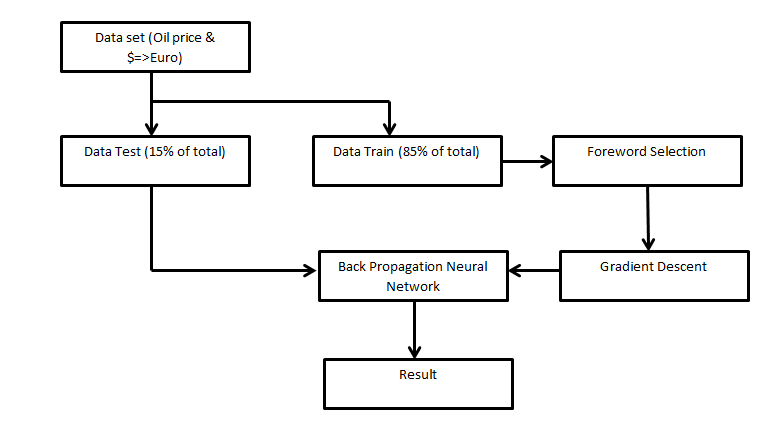 Data set (Oil price &
$=>Euro)
Data Test (15% of total)
Data Train (85% of total)
Foreword Selection
Back Propagation Neural
Network
Gradient Descent
Result